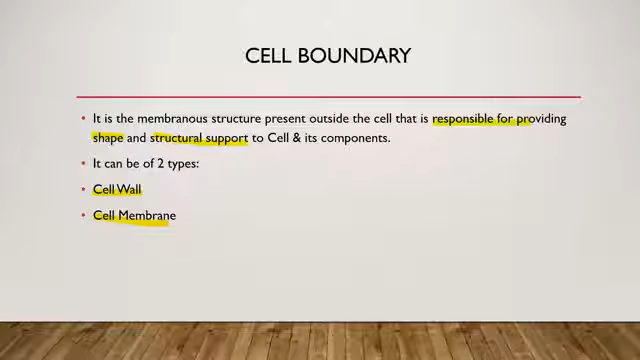 CELL BOUNDARY
• It is the membranous structure present outside the cell that is responsible for providing
shape and structural support to Cell & its components.
• It can be of 2 types:
• Cell Wall
• Cell Membrane